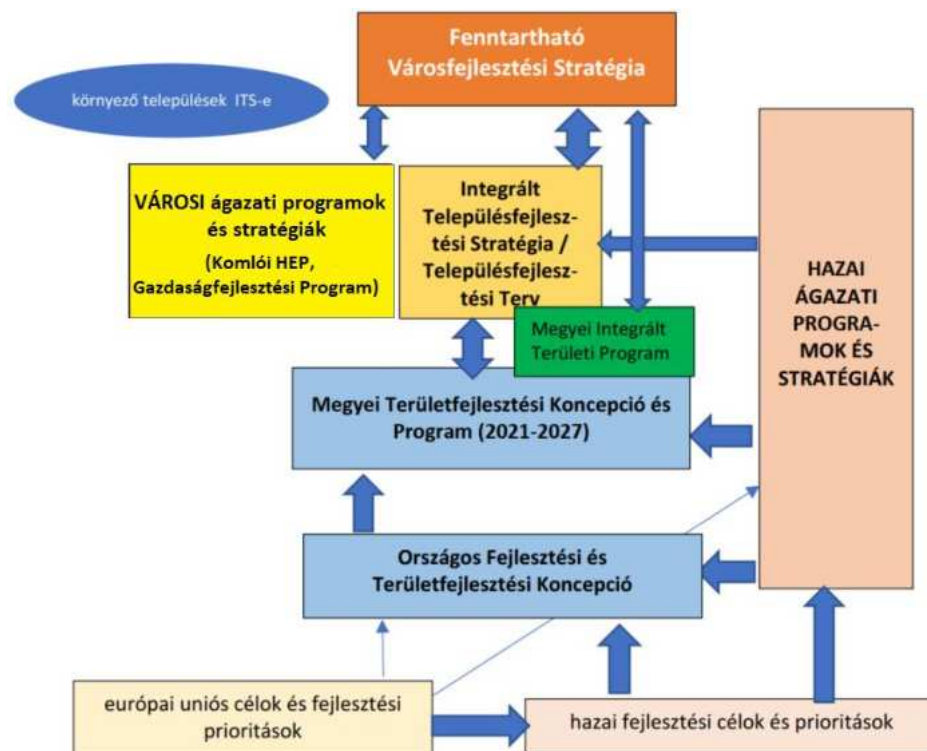 Fenntartható
Városfejlesztési Stratégia
környező települések ITS-e
VÁROSI ágazati programok
és stratégiák
(Komlói HEP,
Gazdaságfejlesztési Program)
Integrált
Településfejlesz-
tési Stratégia /
Településfejlesz-
tési Terv
Megyei Integrált
Területi Program
HAZAI
ÁGAZATI
PROGRA-
MOK ÉS
STRATÉGIÁK
Megyei Területfejlesztési Koncepció és
Program (2021-2027)
Országos Fejlesztési és
Területfejlesztési Koncepció
európai uniós célok és fejlesztési
prioritások
hazai fejlesztési célok és prioritások